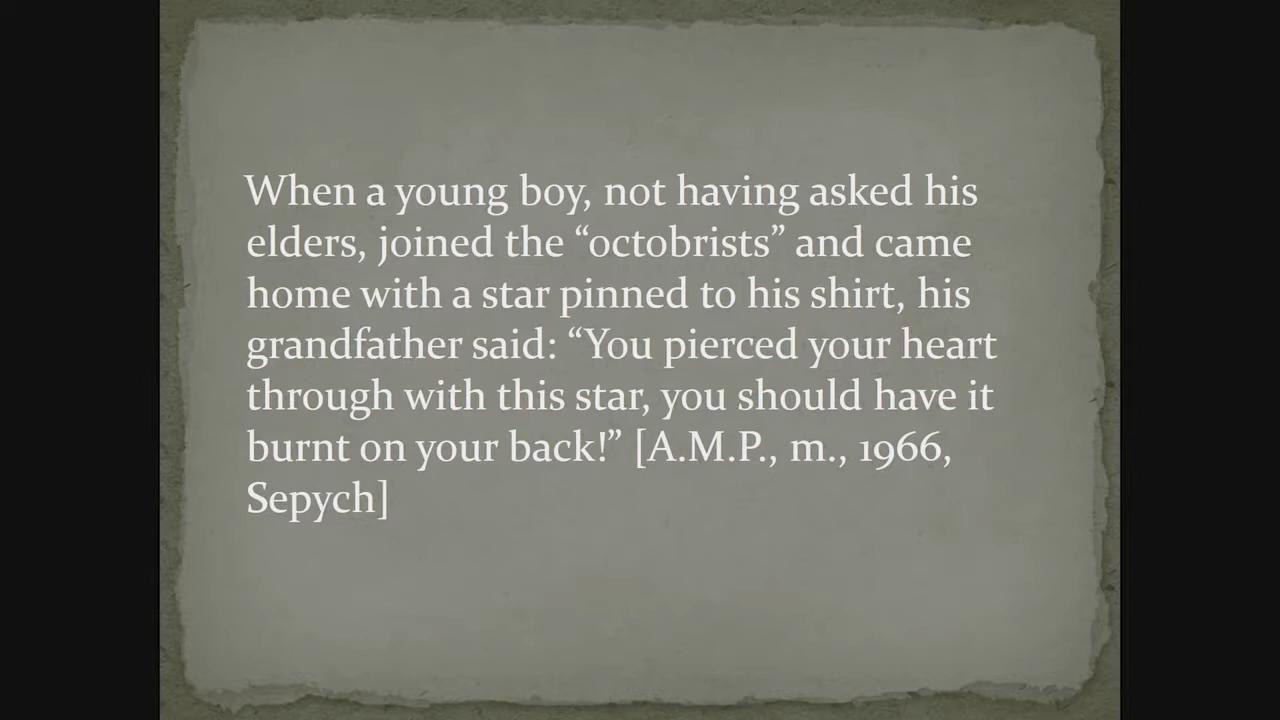 When a young boy, not having asked his
elders, joined the “octobrists” and came
home with a star pinned to his shirt, his
grandfather said: “You pierced your heart
through with this star, you should have it
burnt on your back!” [A.M.P., m., 1966,
Sepych]